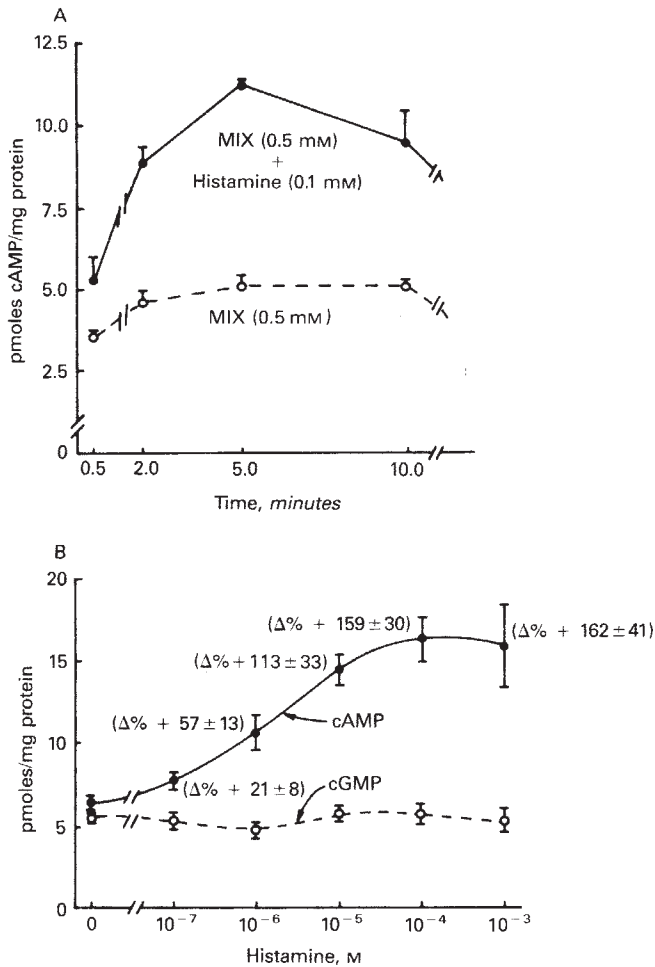 A
12.5
10.0
7.5
5.0
2.5
0
pmoles cAMP/mg protein
MIX (0.5 mM)
+
Histamine (0.1 mM)
MIX (0.5 mM)
0.5 2.0 5.0 10.0
Time, minutes
B
20
15
10
5
0
pmoles/mg protein
(Δ% + 159 ± 30)
(Δ% + 162 ± 41)
(Δ% + 113 ± 33)
(Δ% + 57 ± 13)
cAMP
(Δ% + 21 ± 8)
cGMP
0 10⁻⁷ 10⁻⁶ 10⁻⁵ 10⁻⁴ 10⁻³
Histamine, M